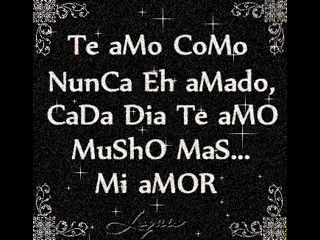 Te aMo CoMo
NunCa Eh aMado,
CaDa Dia Te aMO
MuShO MaS...
Mi aMOR